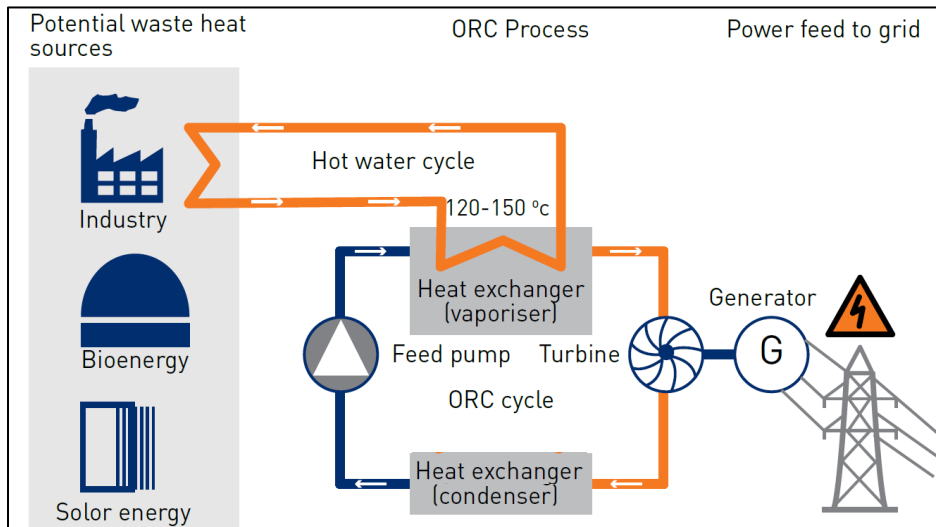 Potential waste heat
sources
ORC Process
Power feed to grid
Hot water cycle
Industry
120-150 ºc
Heat exchanger
(vaporiser)
Generator
G
Bioenergy
Feed pump
Turbine
ORC cycle
Heat exchanger
(condenser)
Solor energy